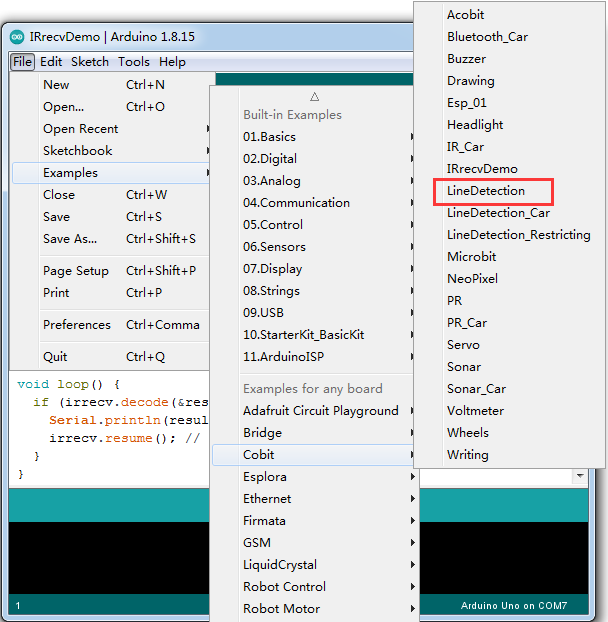 IRrecvDemo | Arduino 1.8.15
File Edit Sketch Tools Help
New Ctrl+N
Open... Ctrl+O
Open Recent
Sketchbook
Examples
Close Ctrl+W
Save Ctrl+S
Save As... Ctrl+Shift+S
Page Setup Ctrl+Shift+P
Print Ctrl+P
Preferences Ctrl+Comma
Quit Ctrl+Q
void loop() {
if (irrecv.decode(&res
Serial.println(resul
irrecv.resume(); //
}
}
Built-in Examples
01.Basics
02.Digital
03.Analog
04.Communication
05.Control
06.Sensors
07.Display
08.Strings
09.USB
10.StarterKit_BasicKit
11.ArduinoISP
Examples for any board
Adafruit Circuit Playground
Bridge
Cobit
Esplora
Ethernet
Firmata
GSM
LiquidCrystal
Robot Control
Robot Motor
Acobit
Bluetooth_Car
Buzzer
Drawing
Esp_01
Headlight
IR_Car
IRrecvDemo
LineDetection
LineDetection_Car
LineDetection_Restricting
Microbit
NeoPixel
PR
PR_Car
Servo
Sonar
Sonar_Car
Voltmeter
Wheels
Writing
1
Arduino Uno on COM7